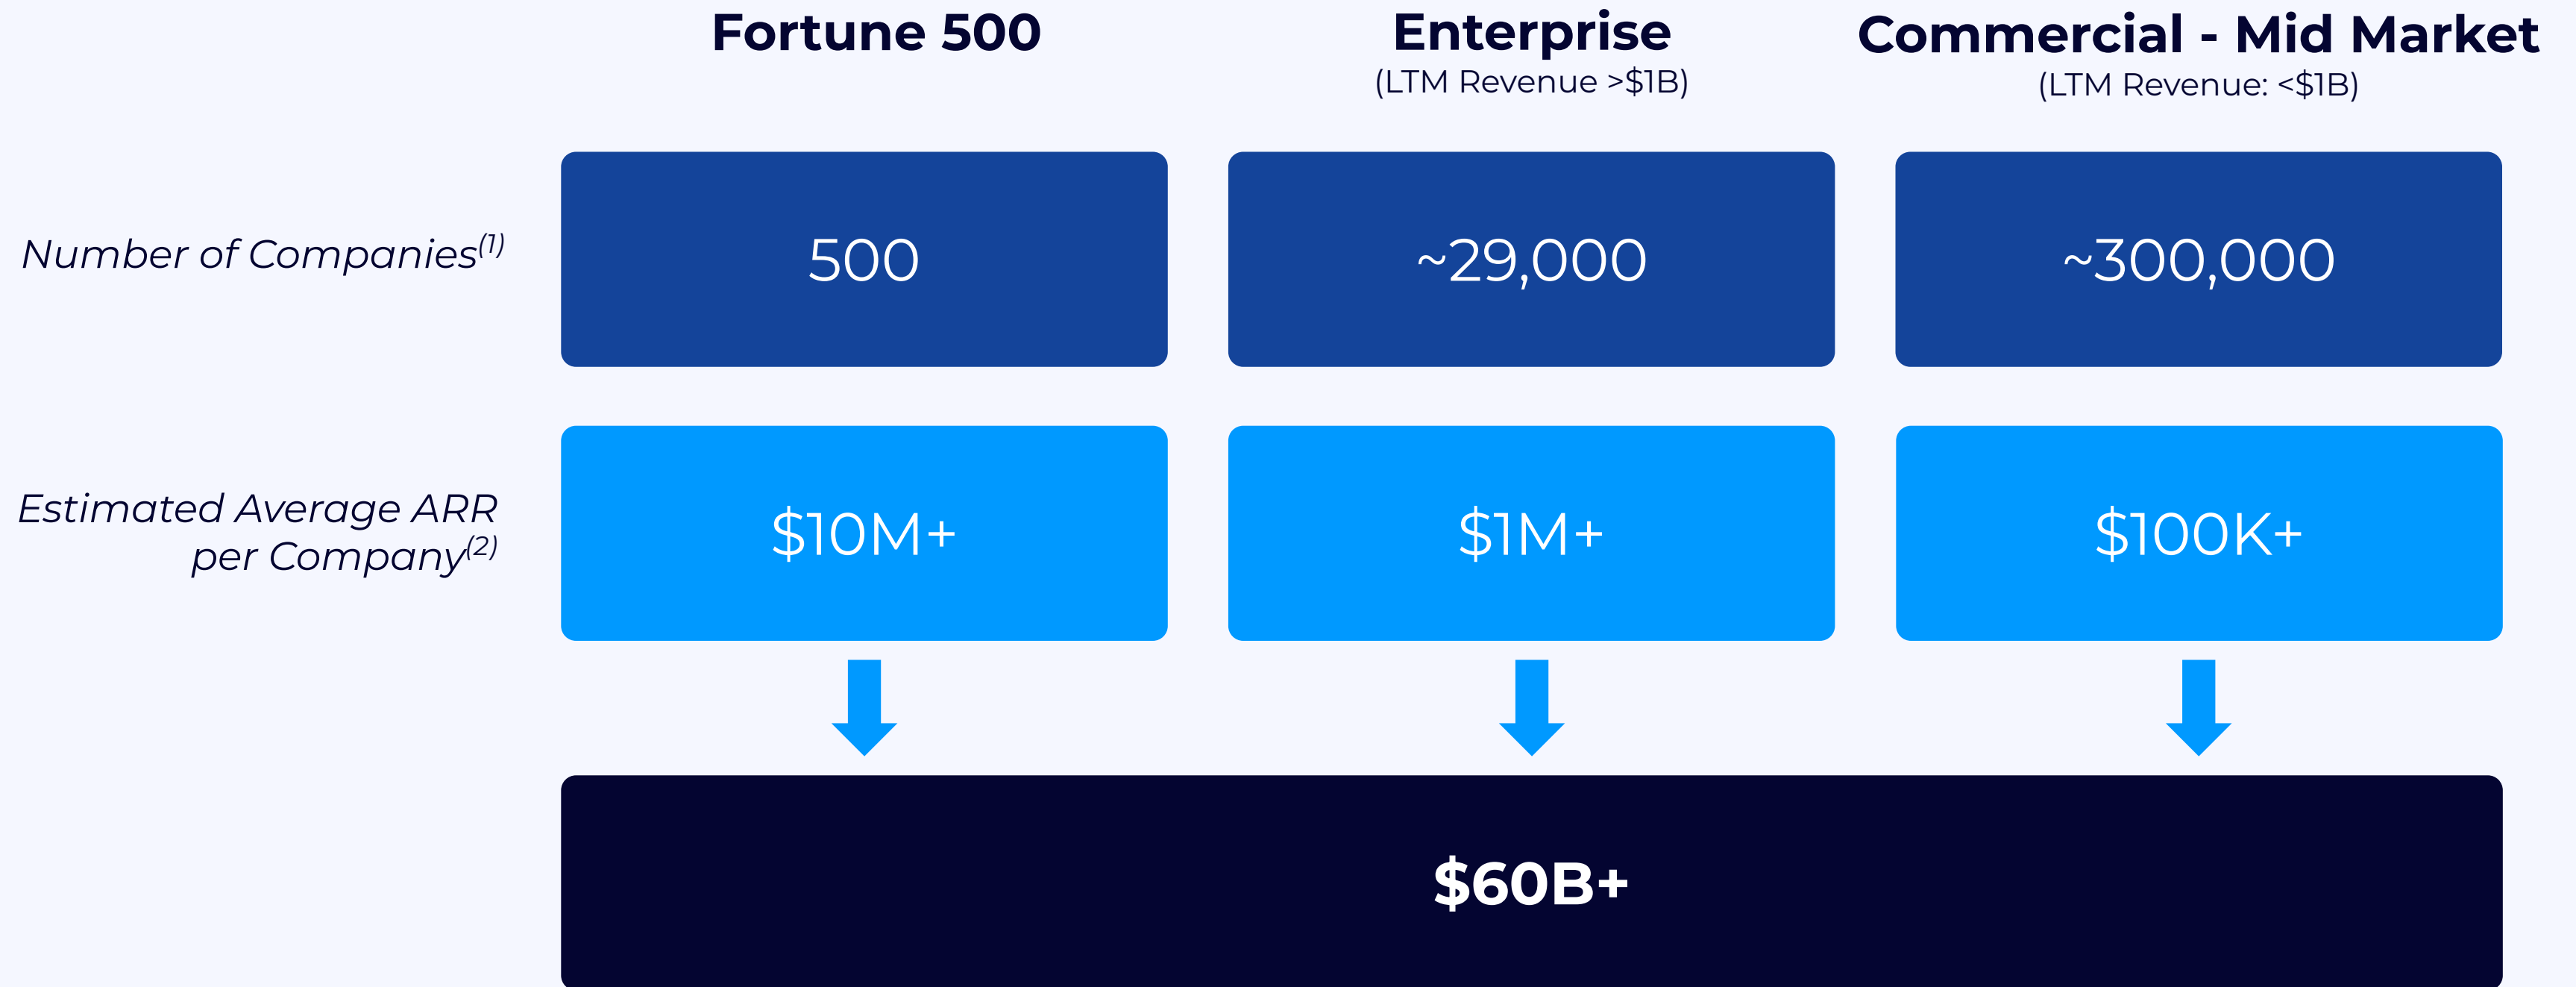 Fortune 500
Enterprise
(LTM Revenue >$1B)
Commercial - Mid Market
(LTM Revenue: <$1B)
Number of Companies(1)
500
~29,000
~300,000
Estimated Average ARR
per Company(2)
$10M+
$1M+
$100K+
$60B+